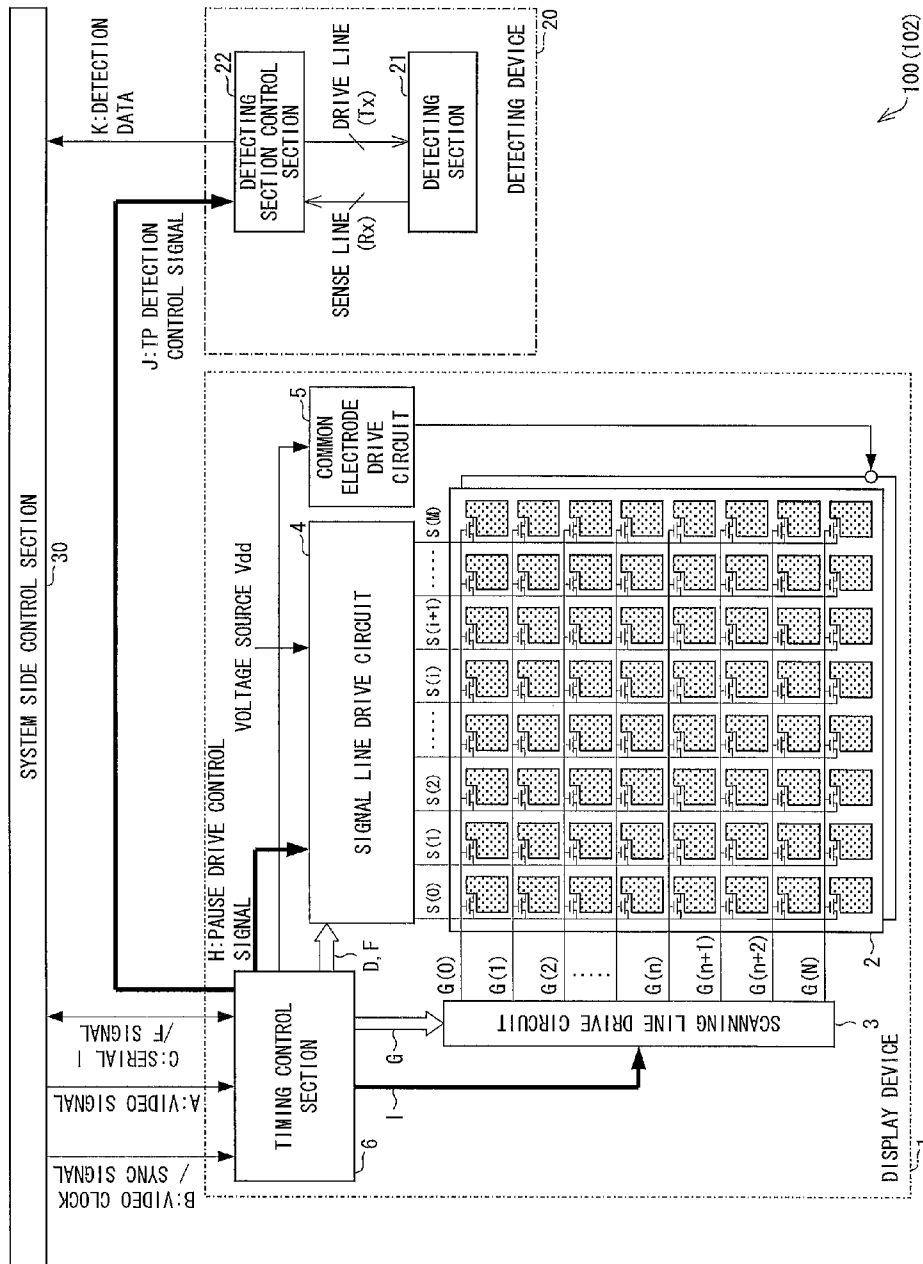 SYSTEM SIDE CONTROL SECTION
30
B:VIDEO CLOCK
/ SYNC SIGNAL
A:VIDEO SIGNAL
C:SERIAL I
/F SIGNAL
J:TP DETECTION
CONTROL SIGNAL
K:DETECTION
DATA
22
DETECTING
SECTION CONTROL
SECTION
SENSE LINE
(Rx)
DRIVE LINE
(Tx)
21
DETECTING
SECTION
DETECTING DEVICE
20
H:PAUSE DRIVE CONTROL
SIGNAL
VOLTAGE SOURCE Vdd
TIMING CONTROL
SECTION
6
D,F
G
I
4
SIGNAL LINE DRIVE CIRCUIT
5
COMMON
ELECTRODE
DRIVE
CIRCUIT
S(0)
S(1)
S(2)
.....
S(i)
S(i+1)
.....
S(M)
G(0)
G(1)
G(2)
.....
G(n)
G(n+1)
G(n+2)
G(N)
SCANNING LINE DRIVE CIRCUIT
3
2
DISPLAY DEVICE
1
100(102)